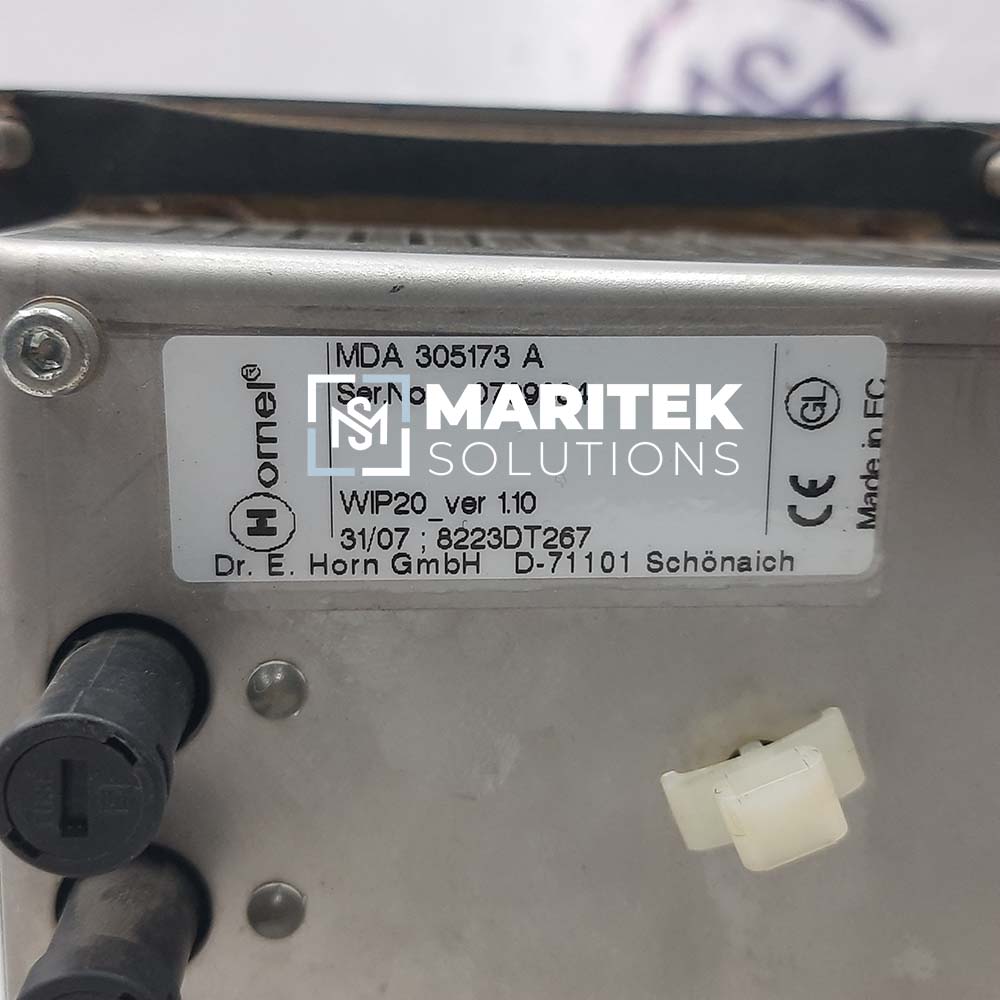 Hornel®
MDA 305173 A
Ser.No
MARITEK
SOLUTIONS
WIP20_ver 1.10
31/07 ; 8223DT267
Dr. E. Horn GmbH D-71101 Schönaich
GL
CE
Made in EC